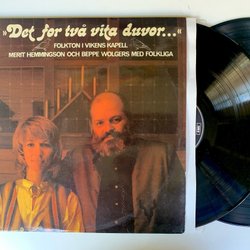 »Det for två vita duvor...«
FOLKTON I VIKENS KAPELL
MERIT HEMMINGSON OCH BEPPE WOLGERS MED FOLKLIGA